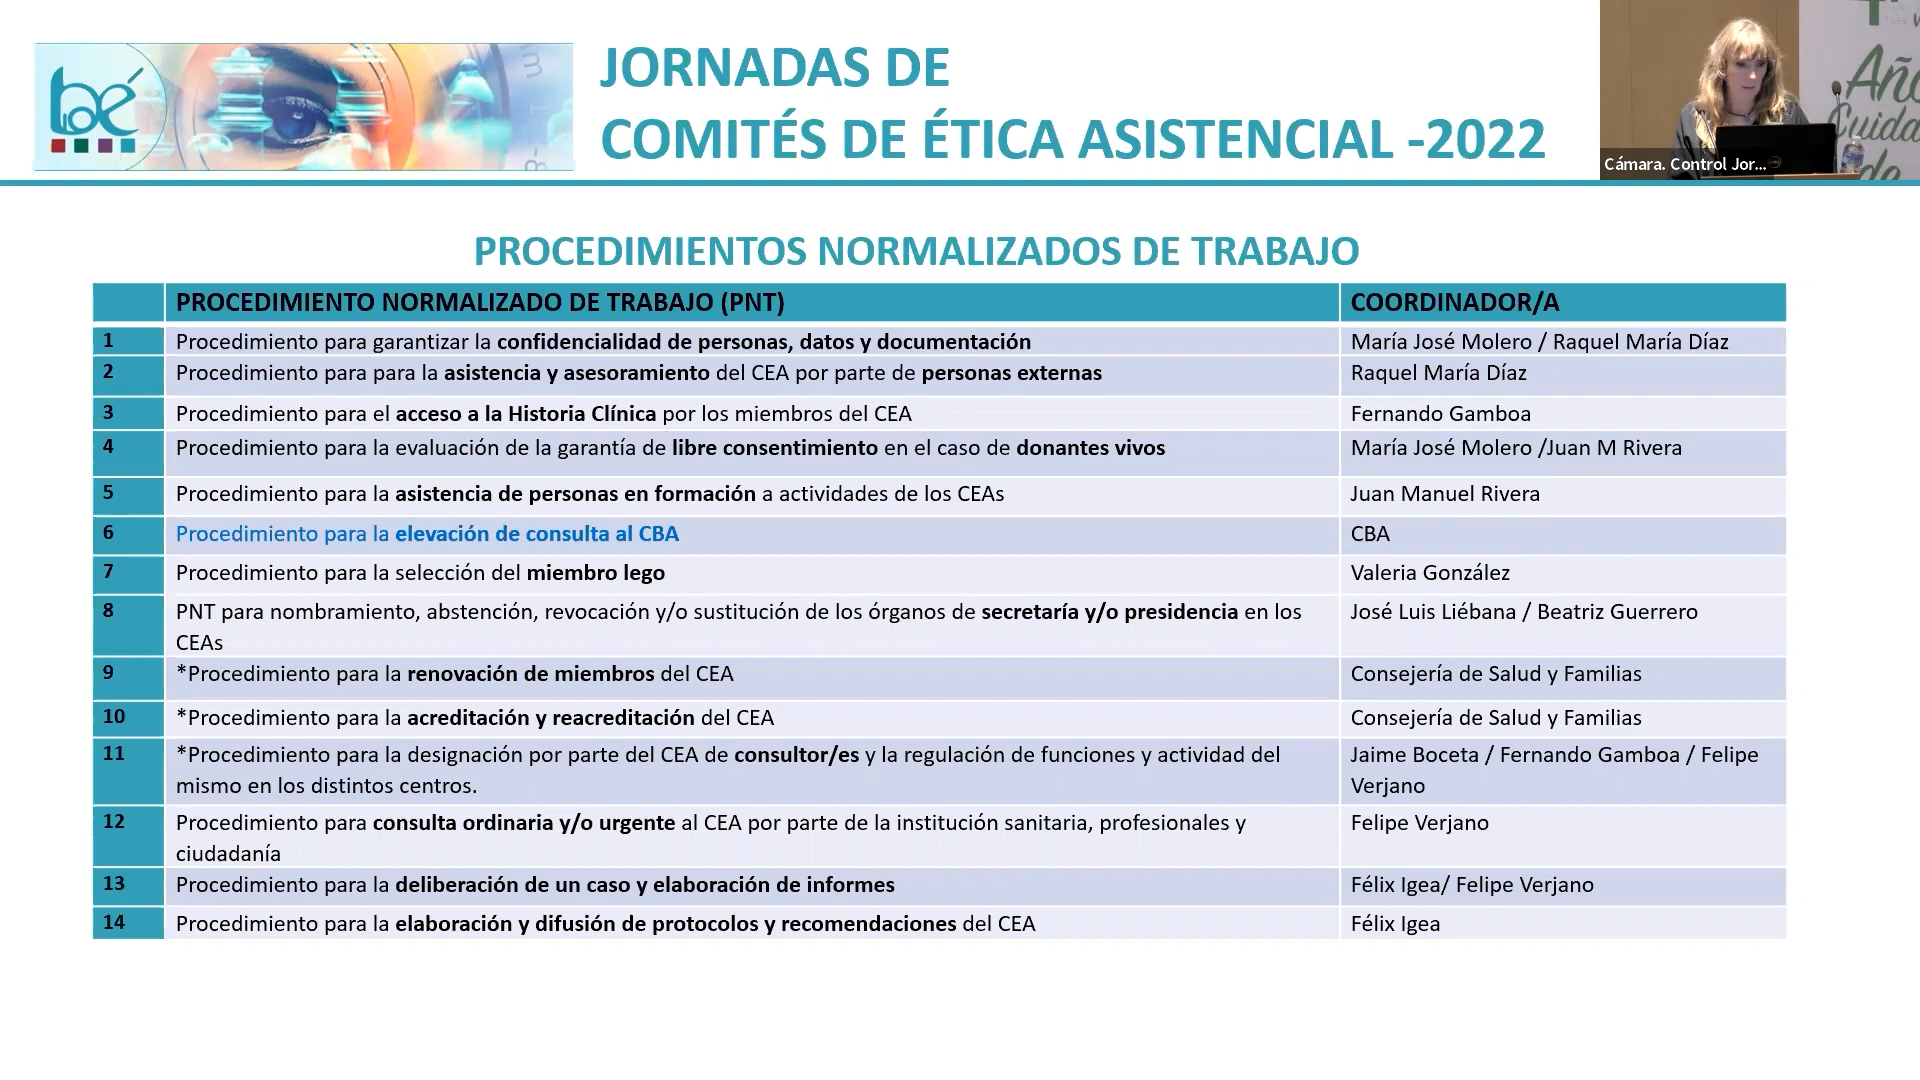 bioé
JORNADAS DE
COMITÉS DE ÉTICA ASISTENCIAL -2022
Año
Cuida
de
Cámara. Control Jor...
PROCEDIMIENTOS NORMALIZADOS DE TRABAJO
PROCEDIMIENTO NORMALIZADO DE TRABAJO (PNT) COORDINADOR/A
1 Procedimiento para garantizar la confidencialidad de personas, datos y documentación María José Molero / Raquel María Díaz
2 Procedimiento para para la asistencia y asesoramiento del CEA por parte de personas externas Raquel María Díaz
3 Procedimiento para el acceso a la Historia Clínica por los miembros del CEA Fernando Gamboa
4 Procedimiento para la evaluación de la garantía de libre consentimiento en el caso de donantes vivos María José Molero /Juan M Rivera
5 Procedimiento para la asistencia de personas en formación a actividades de los CEAs Juan Manuel Rivera
6 Procedimiento para la elevación de consulta al CBA CBA
7 Procedimiento para la selección del miembro lego Valeria González
8 PNT para nombramiento, abstención, revocación y/o sustitución de los órganos de secretaría y/o presidencia en los José Luis Liébana / Beatriz Guerrero
CEAs
9 *Procedimiento para la renovación de miembros del CEA Consejería de Salud y Familias
10 *Procedimiento para la acreditación y reacreditación del CEA Consejería de Salud y Familias
11 *Procedimiento para la designación por parte del CEA de consultor/es y la regulación de funciones y actividad del Jaime Boceta / Fernando Gamboa / Felipe
mismo en los distintos centros. Verjano
12 Procedimiento para consulta ordinaria y/o urgente al CEA por parte de la institución sanitaria, profesionales y Felipe Verjano
ciudadanía
13 Procedimiento para la deliberación de un caso y elaboración de informes Félix Igea/ Felipe Verjano
14 Procedimiento para la elaboración y difusión de protocolos y recomendaciones del CEA Félix Igea